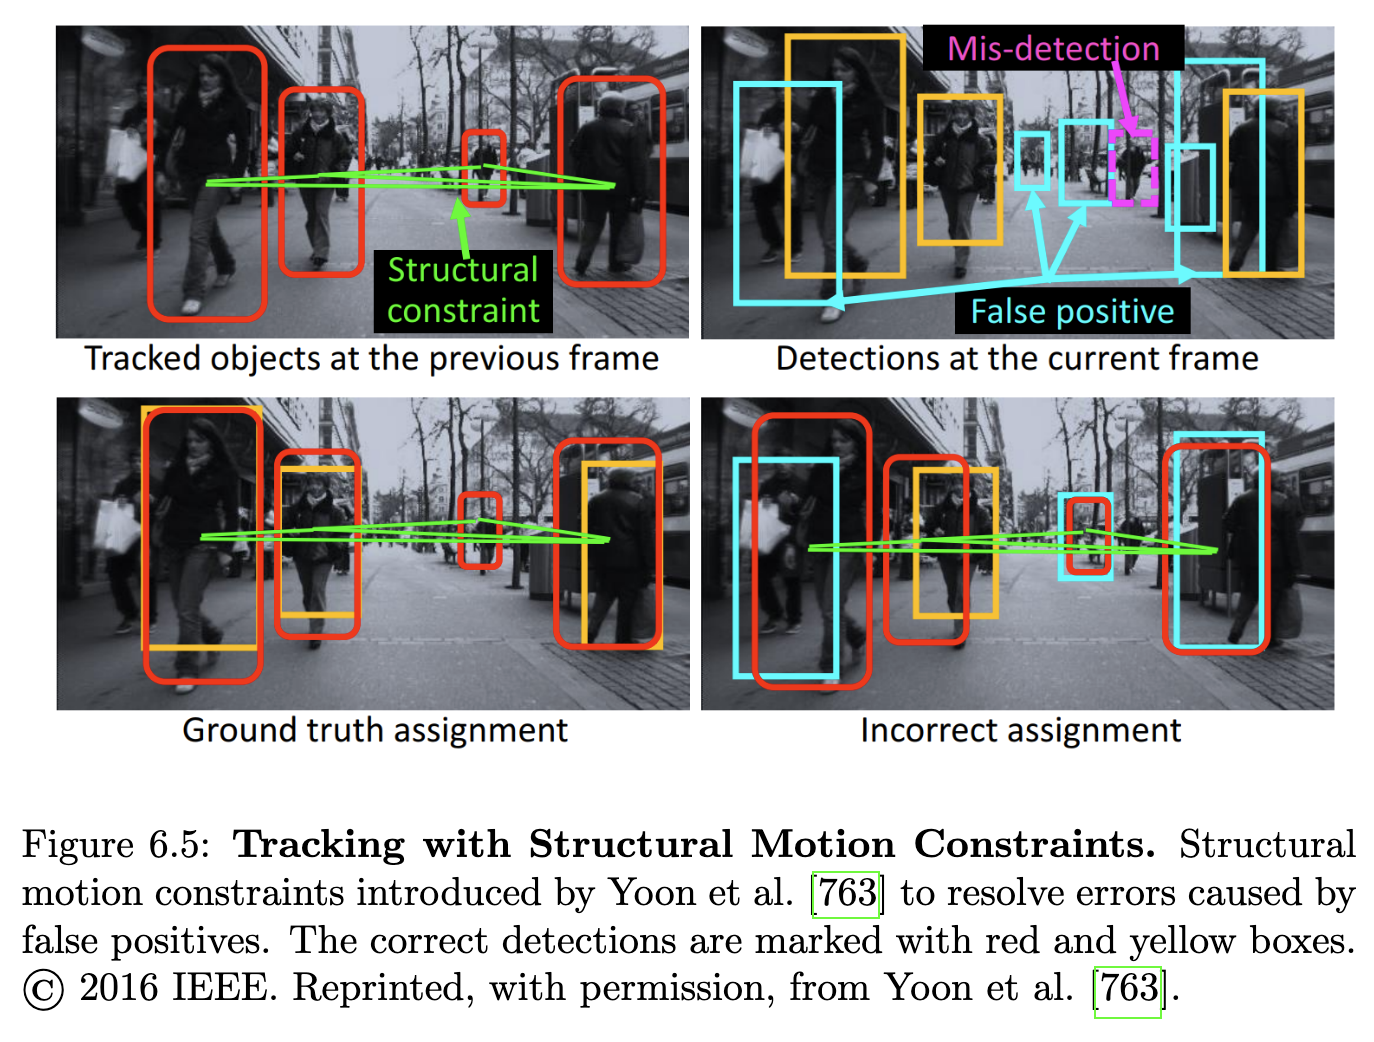 Mis-detection
Structural
constraint
False positive
Tracked objects at the previous frame
Detections at the current frame
Ground truth assignment
Incorrect assignment
Figure 6.5: Tracking with Structural Motion Constraints. Structural
motion constraints introduced by Yoon et al. [763] to resolve errors caused by
false positives. The correct detections are marked with red and yellow boxes.
© 2016 IEEE. Reprinted, with permission, from Yoon et al. [763].